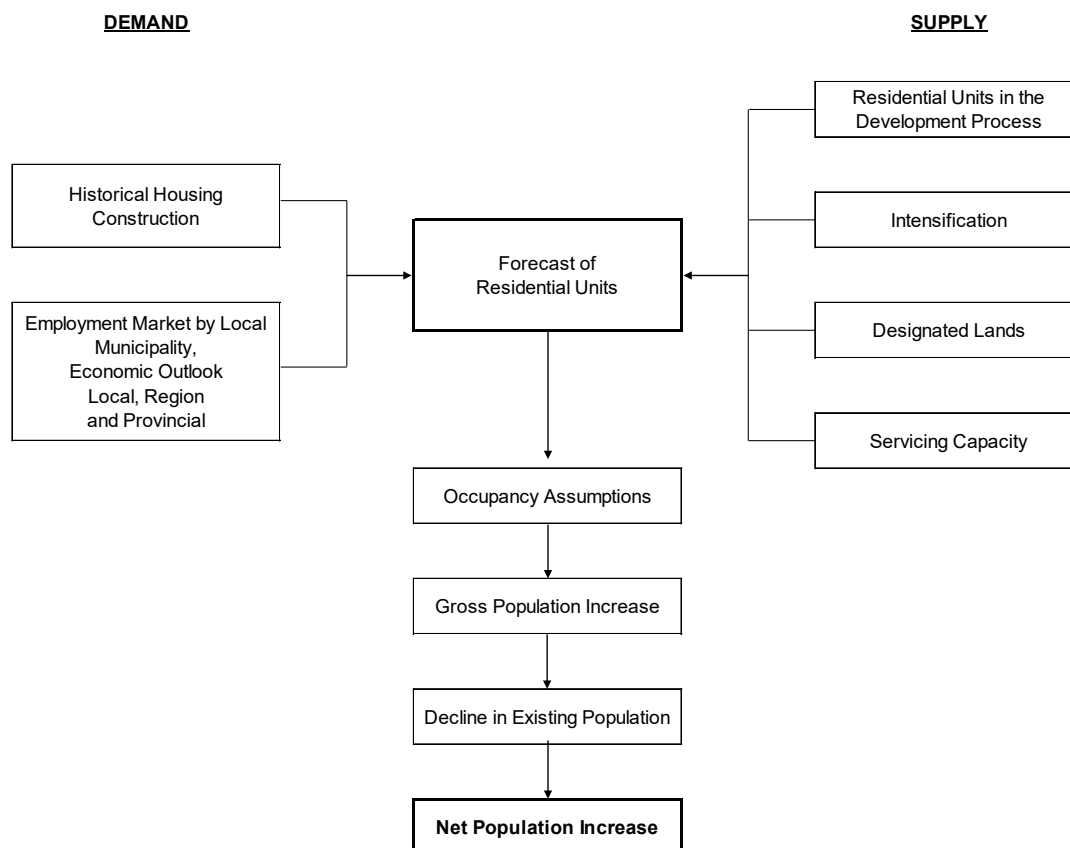 DEMAND
SUPPLY
Residential Units in the
Development Process
Historical Housing
Construction
Intensification
Forecast of
Residential Units
Employment Market by Local
Municipality,
Economic Outlook
Local, Region
and Provincial
Designated Lands
Servicing Capacity
Occupancy Assumptions
Gross Population Increase
Decline in Existing Population
Net Population Increase